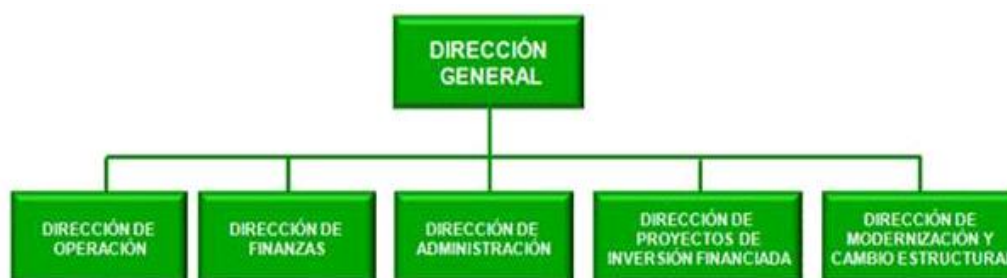 DIRECCIÓN
GENERAL
DIRECCIÓN DE
OPERACIÓN
DIRECCIÓN DE
FINANZAS
DIRECCIÓN DE
ADMINISTRACIÓN
DIRECCIÓN DE
PROYECTOS DE
INVERSIÓN FINANCIADA
DIRECCIÓN DE
MODERNIZACIÓN Y
CAMBIO ESTRUCTURA